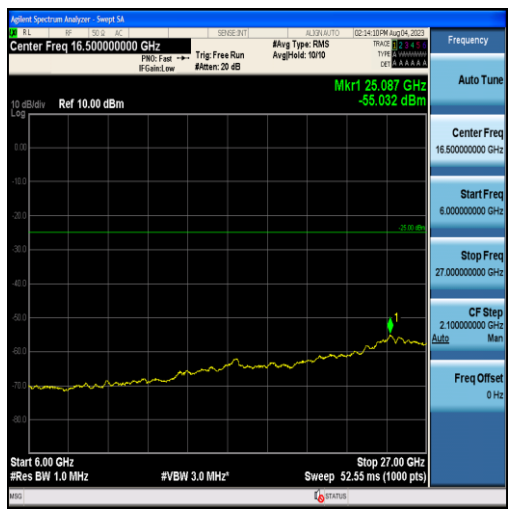 Agilent Spectrum Analyzer - Swept SA
RL RF 50 Ω AC SENSE:INT ALIGN AUTO 02:14:10 PM Aug 04, 2023
Center Freq 16.500000000 GHz
#Avg Type: RMS
TRACE 1 2 3 4 5 6
PNO: Fast Trig: Free Run Avg|Hold: 10/10
TYPE
IFGain:Low #Atten: 20 dB
DET A A A A A A
Mkr1 25.087 GHz
10 dB/div Ref 10.00 dBm -55.032 dBm
Log
0.00
-10.0
-20.0
-25.00 dBm
-30.0
-40.0
-50.0
1
-60.0
-70.0
-80.0
Start 6.00 GHz Stop 27.00 GHz
#Res BW 1.0 MHz #VBW 3.0 MHz* Sweep 52.55 ms (1000 pts)
MSG STATUS
Frequency
Auto Tune
Center Freq
16.500000000 GHz
Start Freq
6.000000000 GHz
Stop Freq
27.000000000 GHz
CF Step
2.100000000 GHz
Auto Man
Freq Offset
0 Hz